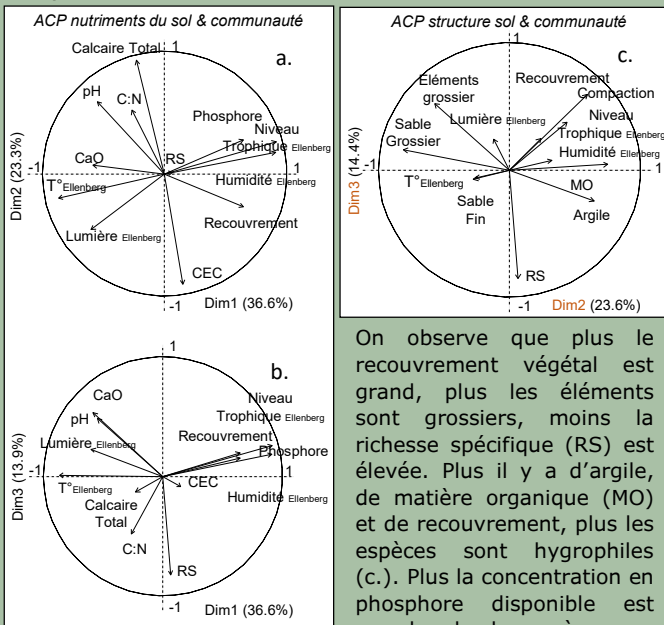 ACP nutriments du sol & communauté
Calcaire Total
1
a.
pH
C:N
Phosphore
Niveau
Trophique Ellenberg
CaO
RS
-1
1
T°Ellenberg
Humidité Ellenberg
Recouvrement
Lumière Ellenberg
CEC
Dim2 (23.3%)
-1
Dim1 (36.6%)
1
b.
CaO
Niveau
Trophique Ellenberg
pH
Recouvrement
Lumière Ellenberg
Phosphore
-1
1
T°Ellenberg
CEC
Humidité Ellenberg
Calcaire
Total
C:N
RS
Dim3 (13.9%)
-1
Dim1 (36.6%)
ACP structure sol & communauté
1
c.
Eléments
grossier
Recouvrement
Compaction
Lumière Ellenberg
Niveau
Trophique Ellenberg
Sable
Grossier
Humidité Ellenberg
-1
1
T°Ellenberg
MO
Sable
Fin
Argile
RS
Dim3 (14.4%)
-1
Dim2 (23.6%)
On observe que plus le
recouvrement végétal est
grand, plus les éléments
sont grossiers, moins la
richesse spécifique (RS) est
élevée. Plus il y a d'argile,
de matière organique (MO)
et de recouvrement, plus les
espèces sont hygrophiles
(c.). Plus la concentration en
phosphore disponible est